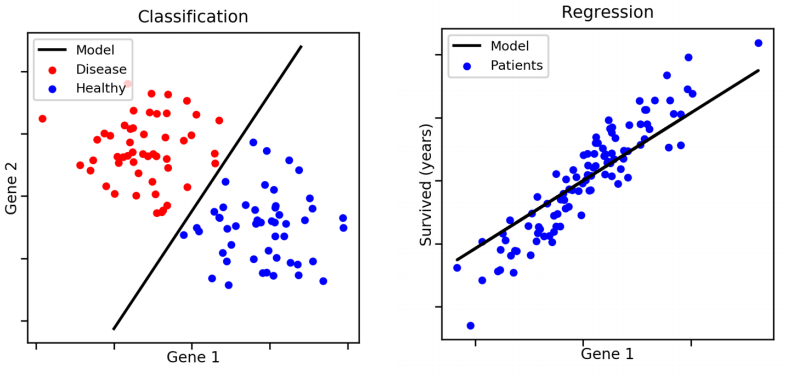 Classification
Model
Disease
Healthy
Gene 2
Gene 1
Regression
Model
Patients
Survived (years)
Gene 1